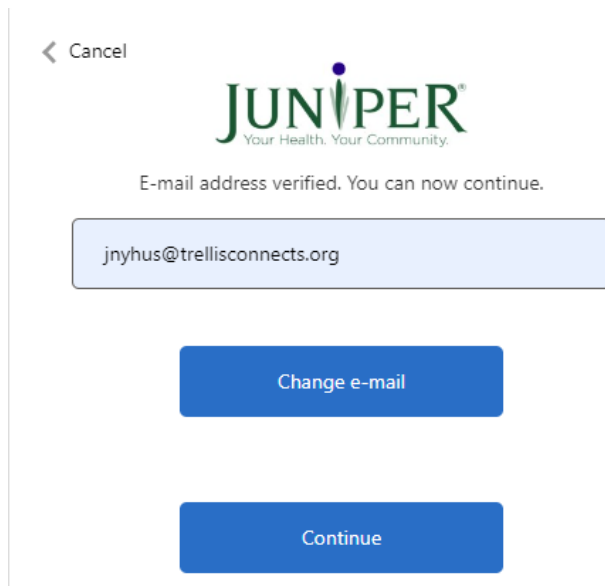 Cancel
JUNIPER®
Your Health. Your Community.
E-mail address verified. You can now continue.
jnyhus@trellisconnects.org
Change e-mail
Continue